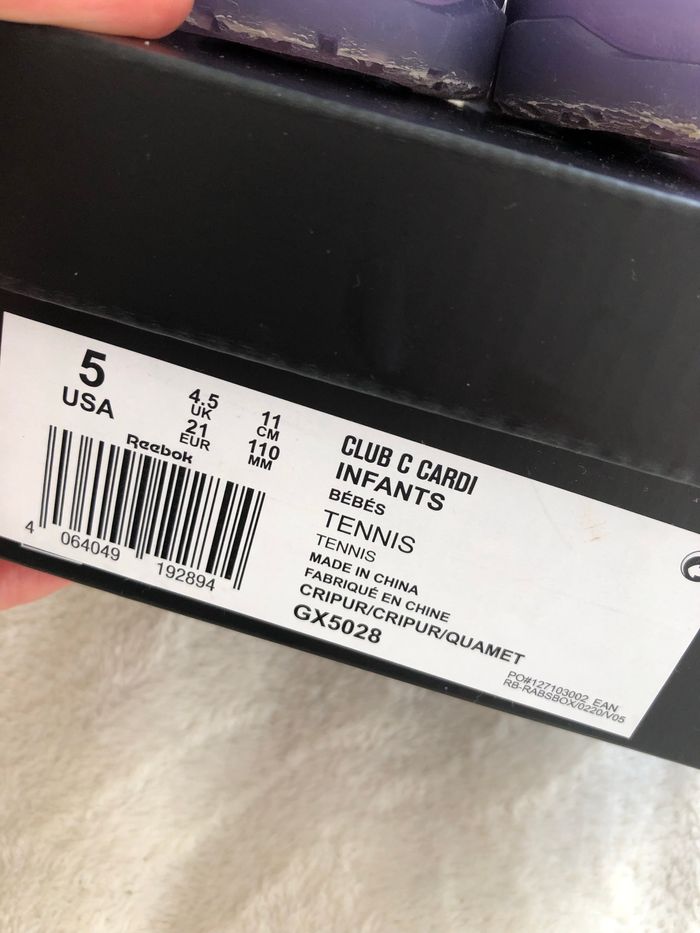 5
USA
4.5
UK
21
EUR
11
CM
110
MM
Reebok
4 064049 192894
CLUB C CARDI
INFANTS
BÉBÉS
TENNIS
TENNIS
MADE IN CHINA
FABRIQUÉ EN CHINE
CRIPUR/CRIPUR/QUAMET
GX5028
PO#127103002 EAN
RB-RABSBOX/0220/V05